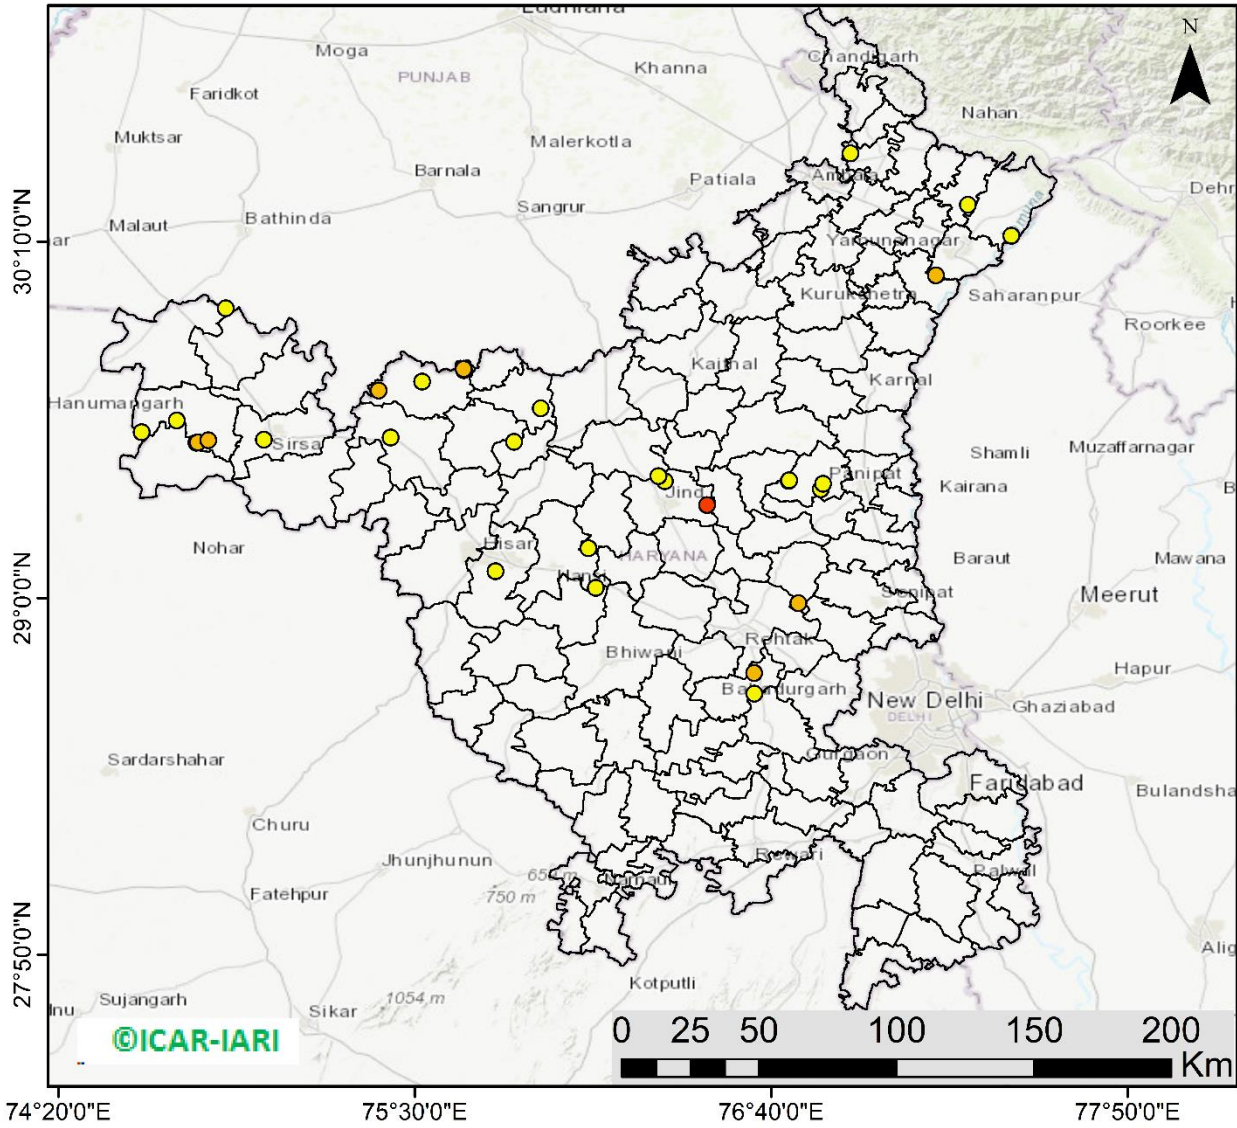 Ludhiana
N
Moga
Chandigarh
Khanna
PUNJAB
Faridkot
Nahan
Muktsar
Malerkotla
Barnala
Patiala
Ambala
Dehr
Sangrur
Bathinda
Malaut
ar
Yamuna
Yamunanagar
30°10'0"N
Kurukshetra
Saharanpur
Roorkee
Kaithal
Karnal
Hanumangarh
Sirsa
Muzaffarnagar
Shamli
Panipat
Kairana
B
Jind
Nohar
Hisar
HARYANA
Baraut
Mawana
Hansi
29°0'0"N
Sonipat
Meerut
Rohtak
Bhiwani
Hapur
Bahadurgarh
New Delhi
Ghaziabad
DELHI
Gurgaon
Sardarshahar
Faridabad
Bulandsha
Churu
Jhunjhunun
Rewari
650 m
Narnaul
Palwal
Fatehpur
750 m
Alig
27°50'0"N
Kotputli
Sujangarh
1054 m
nu
Sikar
©ICAR-IARI
0 25 50 100 150 200
Km
74°20'0"E 75°30'0"E 76°40'0"E 77°50'0"E